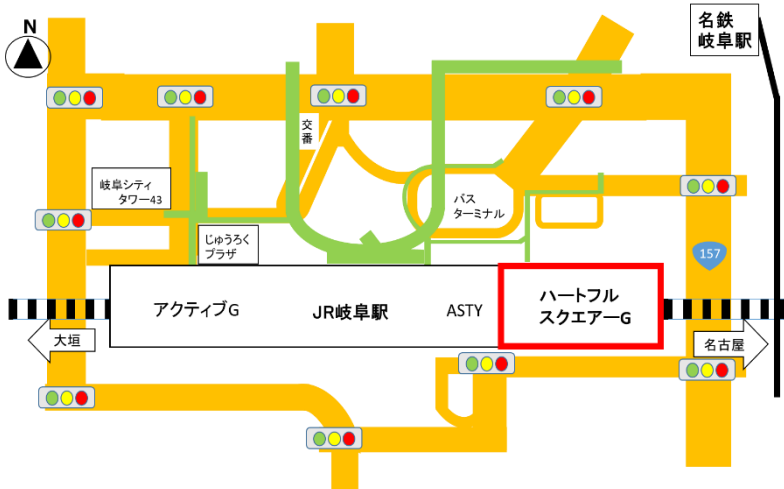 N
名鉄
岐阜駅
交
番
岐阜シティ
タワー43
バス
ターミナル
じゅうろく
プラザ
157
アクティブG
JR岐阜駅
ASTY
ハートフル
スクエアーG
大垣
名古屋